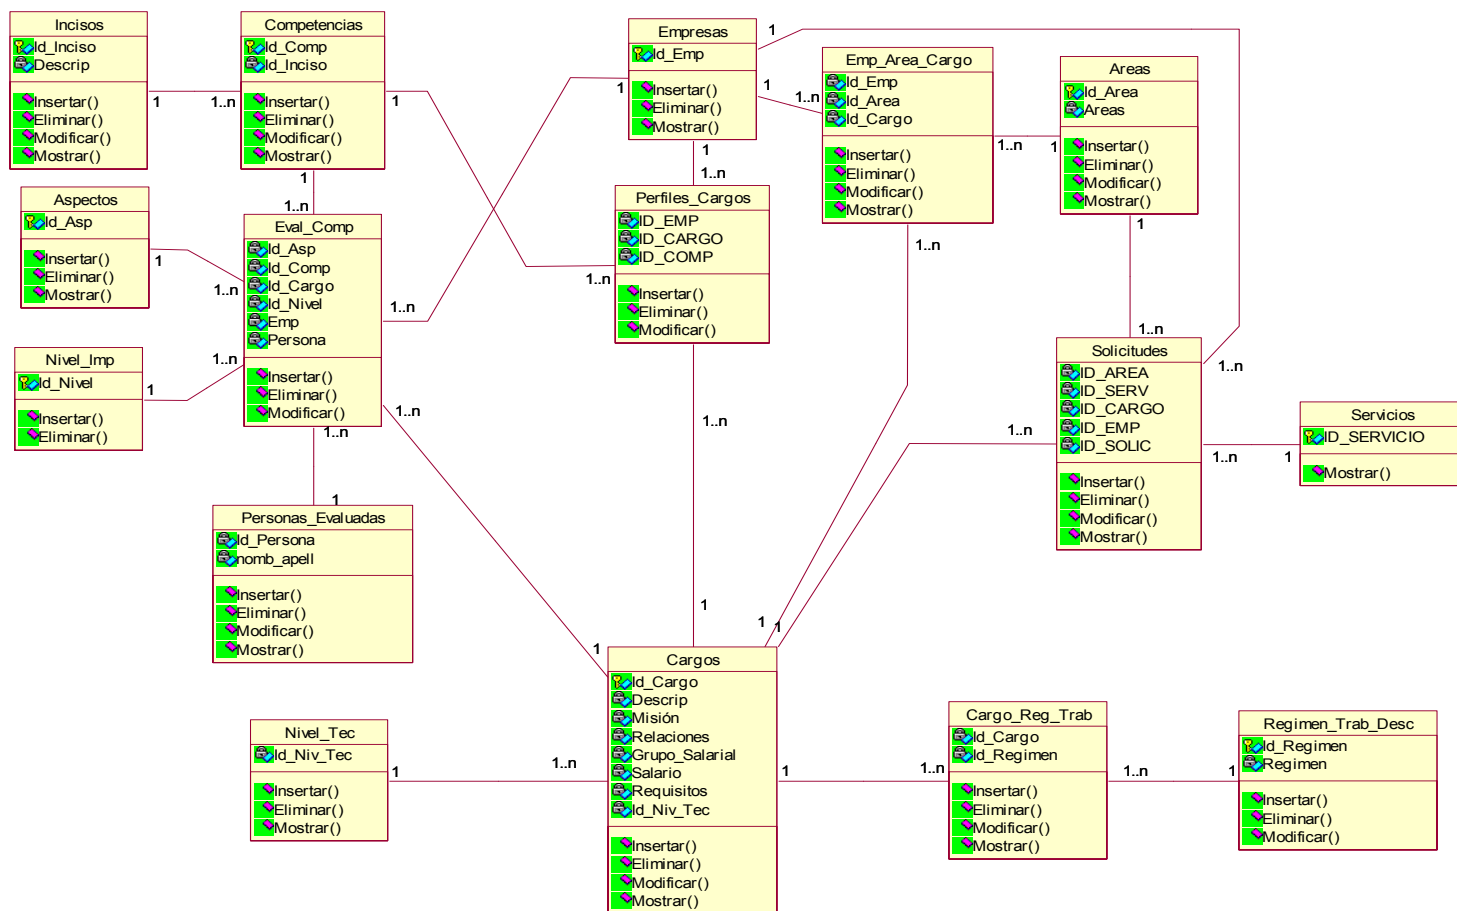 Incisos
Id_Inciso
Descrip
Insertar()
Eliminar()
Modificar()
Mostrar()
1
1..n
Competencias
Id_Comp
Id_Inciso
Insertar()
Eliminar()
Modificar()
Mostrar()
1
1
1..n
Empresas
Id_Emp
Insertar()
Eliminar()
Mostrar()
1
1
1
1
1..n
1..n
Emp_Area_Cargo
Id_Emp
Id_Area
Id_Cargo
Insertar()
Eliminar()
Modificar()
Mostrar()
1..n
1
1..n
Areas
Id_Area
Areas
Insertar()
Eliminar()
Modificar()
Mostrar()
1
1..n
Aspectos
Id_Asp
Insertar()
Eliminar()
Mostrar()
1
1..n
Eval_Comp
Id_Asp
Id_Comp
Id_Cargo
Id_Nivel
Emp
Persona
Insertar()
Eliminar()
Modificar()
1..n
1..n
1..n
1..n
Perfiles_Cargos
ID_EMP
ID_CARGO
ID_COMP
Insertar()
Eliminar()
Modificar()
1..n
1..n
Nivel_Imp
Id_Nivel
Insertar()
Eliminar()
1
Solicitudes
ID_AREA
ID_SERV
ID_CARGO
ID_EMP
ID_SOLIC
Insertar()
Eliminar()
Modificar()
Mostrar()
1..n
1..n
1..n
1
Servicios
ID_SERVICIO
Mostrar()
1
Personas_Evaluadas
Id_Persona
nomb_apell
Insertar()
Eliminar()
Modificar()
Mostrar()
1
1
1
1
Cargos
Id_Cargo
Descrip
Misión
Relaciones
Grupo_Salarial
Salario
Requisitos
Id_Niv_Tec
Insertar()
Eliminar()
Modificar()
Mostrar()
Nivel_Tec
Id_Niv_Tec
Insertar()
Eliminar()
Mostrar()
1
1..n
1
1..n
Cargo_Reg_Trab
Id_Cargo
Id_Regimen
Insertar()
Eliminar()
Modificar()
Mostrar()
1..n
1
Regimen_Trab_Desc
Id_Regimen
Regimen
Insertar()
Eliminar()
Modificar()